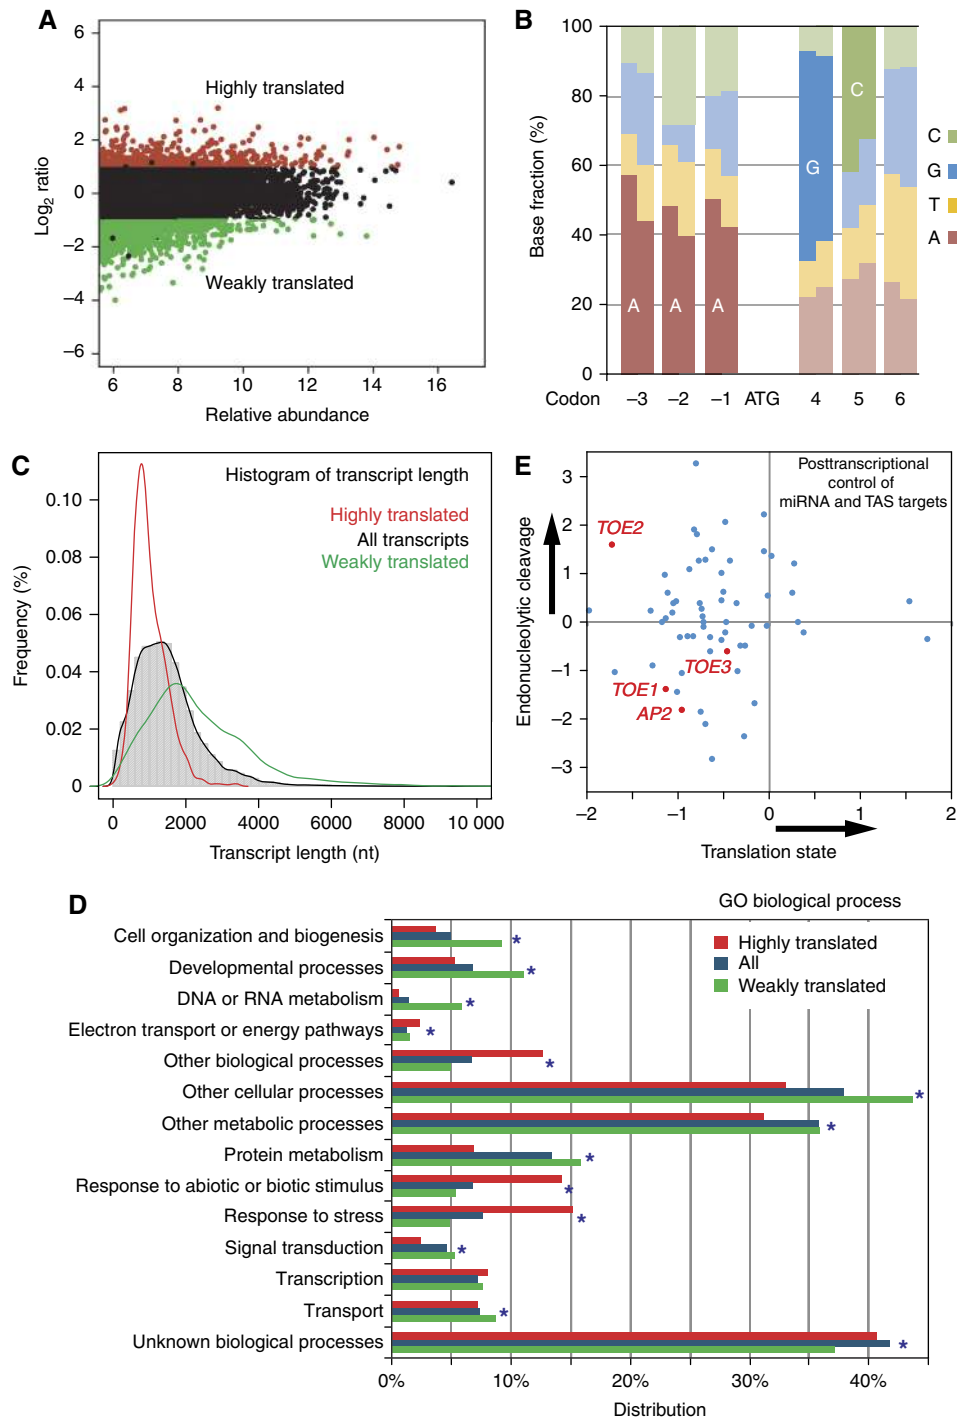 A
6
4
2
0
−2
−4
−6
Log2 ratio
Highly translated
Weakly translated
6 8 10 12 14 16
Relative abundance
B
100
80
60
40
20
0
Base fraction (%)
A A A G C
Codon −3 −2 −1 ATG 4 5 6
C
G
T
A
C
Histogram of transcript length
Highly translated
All transcripts
Weakly translated
0.10
0.08
0.06
0.04
0.02
0
Frequency (%)
0 2000 4000 6000 8000 10 000
Transcript length (nt)
E
Posttranscriptional
control of
miRNA and TAS targets
3
2
1
0
−1
−2
−3
Endonucleolytic cleavage
TOE2
TOE3
TOE1
AP2
−2 −1 0 1 2
Translation state
D
GO biological process
Highly translated
All
Weakly translated
Cell organization and biogenesis *
Developmental processes *
DNA or RNA metabolism *
Electron transport or energy pathways *
Other biological processes *
Other cellular processes *
Other metabolic processes *
Protein metabolism *
Response to abiotic or biotic stimulus *
Response to stress *
Signal transduction *
Transcription
Transport *
Unknown biological processes *
0% 10% 20% 30% 40%
Distribution